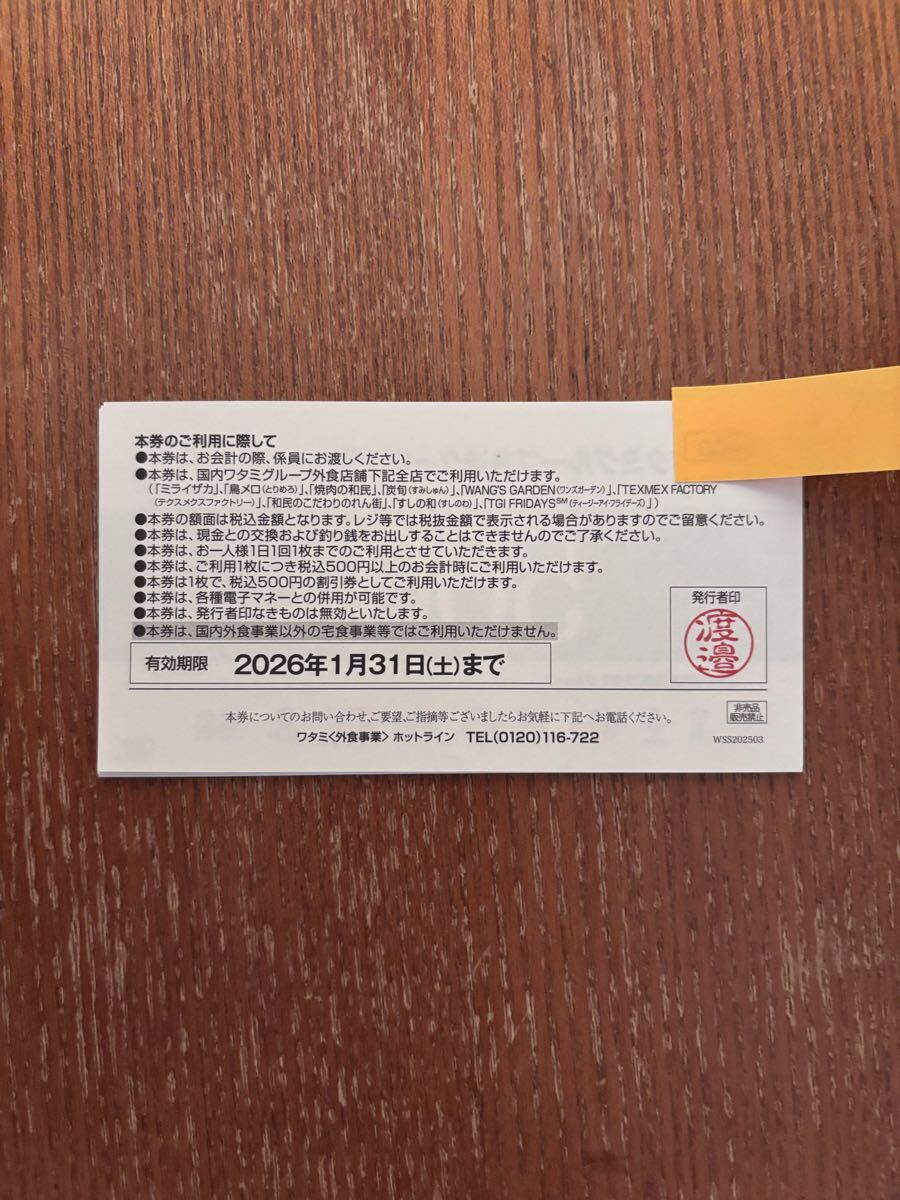 本券のご利用に際して
●本券は、お会計の際、係員にお渡しください。
●本券は、国内ワタミグループ外食店舗下記全店でご利用いただけます。
(「ミライザカ」、「鳥メロ(とりめろ)」、「焼肉の和民」、「炭旬(すみしゅん)」、「WANG'S GARDEN(ワンズガーデン)」、「TEXMEX FACTORY
(テクスメクスファクトリー)」、「和民のこだわりのれん街」、「すしの和(すしのわ)」、「TGI FRIDAYS℠(ティージーアイ・フライデーズ)」)
●本券の額面は税込金額となります。レジ等では税抜金額で表示される場合がありますのでご留意ください。
●本券は、現金との交換および釣り銭をお出しすることはできませんのでご了承ください。
●本券は、お一人様1日1回1枚までのご利用とさせていただきます。
●本券は、ご利用1枚につき税込500円以上のお会計時にご利用いただけます。
●本券は1枚で、税込500円の割引券としてご利用いただけます。
●本券は、各種電子マネーとの併用が可能です。
●本券は、発行者印なきものは無効といたします。
●本券は、国内外食事業以外の宅食事業等ではご利用いただけません。
発行者印
渡邉
有効期限 2026年1月31日(土)まで
本券についてのお問い合わせ、ご要望、ご指摘等ございましたらお気軽に下記へお電話ください。
ワタミ〈外食事業〉ホットライン TEL(0120)116-722
非売品
販売禁止
WSS202503